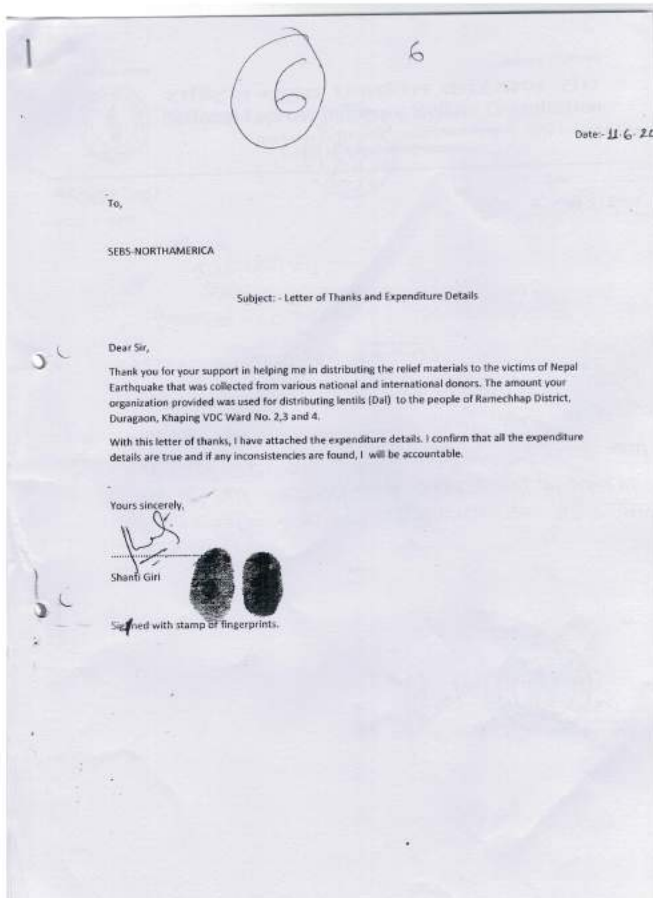 6
6
Date:- 11.6.20
To,
SEBS-NORTHAMERICA
Subject: - Letter of Thanks and Expenditure Details
Dear Sir,
Thank you for your support in helping me in distributing the relief materials to the victims of Nepal
Earthquake that was collected from various national and international donors. The amount your
organization provided was used for distributing lentils (Dal) to the people of Ramechhap District,
Duragaon, Khaping VDC Ward No. 2,3 and 4.
With this letter of thanks, I have attached the expenditure details. I confirm that all the expenditure
details are true and if any inconsistencies are found, I will be accountable.
Yours sincerely,
Shanti Giri
Signed with stamp of fingerprints.